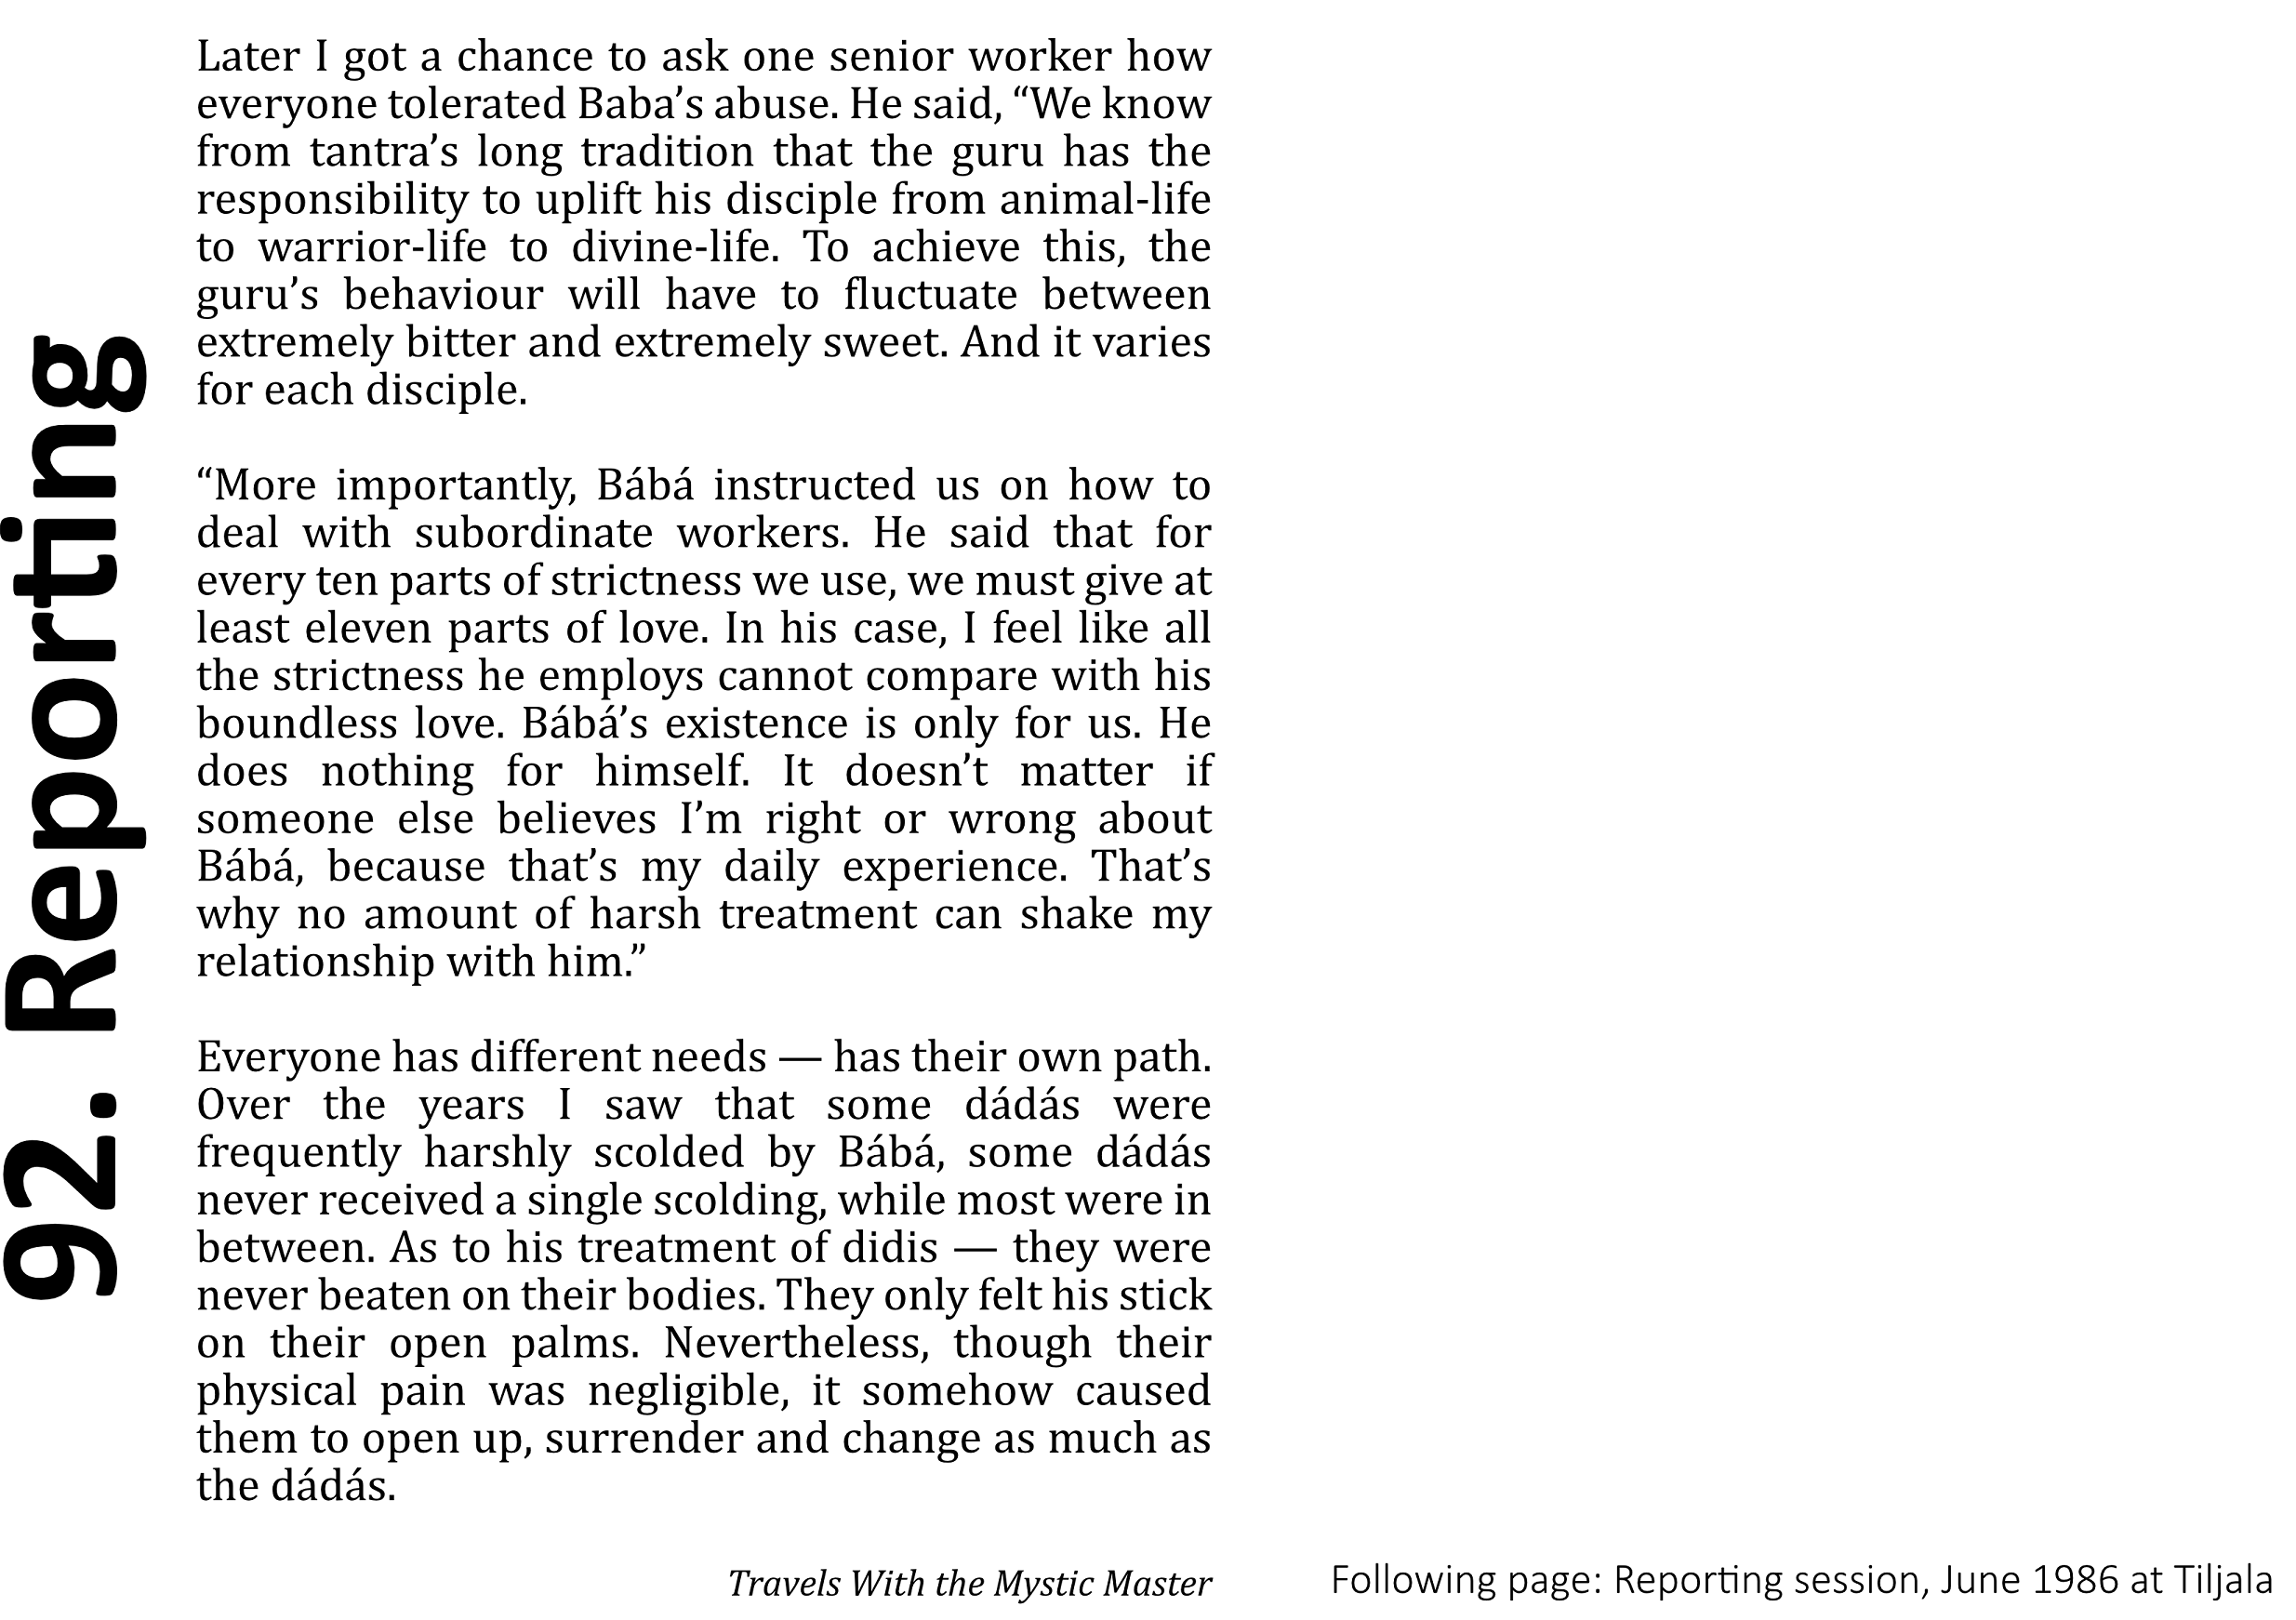 92. Reporting
Later I got a chance to ask one senior worker how
everyone tolerated Baba’s abuse. He said, “We know
from tantra’s long tradition that the guru has the
responsibility to uplift his disciple from animal-life
to warrior-life to divine-life. To achieve this, the
guru’s behaviour will have to fluctuate between
extremely bitter and extremely sweet. And it varies
for each disciple.
“More importantly, Bábá instructed us on how to
deal with subordinate workers. He said that for
every ten parts of strictness we use, we must give at
least eleven parts of love. In his case, I feel like all
the strictness he employs cannot compare with his
boundless love. Bábá’s existence is only for us. He
does nothing for himself. It doesn’t matter if
someone else believes I’m right or wrong about
Bábá, because that’s my daily experience. That’s
why no amount of harsh treatment can shake my
relationship with him.”
Everyone has different needs — has their own path.
Over the years I saw that some dádás were
frequently harshly scolded by Bábá, some dádás
never received a single scolding, while most were in
between. As to his treatment of didis — they were
never beaten on their bodies. They only felt his stick
on their open palms. Nevertheless, though their
physical pain was negligible, it somehow caused
them to open up, surrender and change as much as
the dádás.
Travels With the Mystic Master
Following page: Reporting session, June 1986 at Tiljala